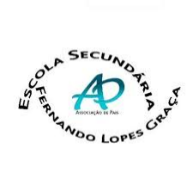 ESCOLA SECUNDÁRIA
AP
ASSOCIAÇÃO DE PAIS
FERNANDO LOPES GRAÇA